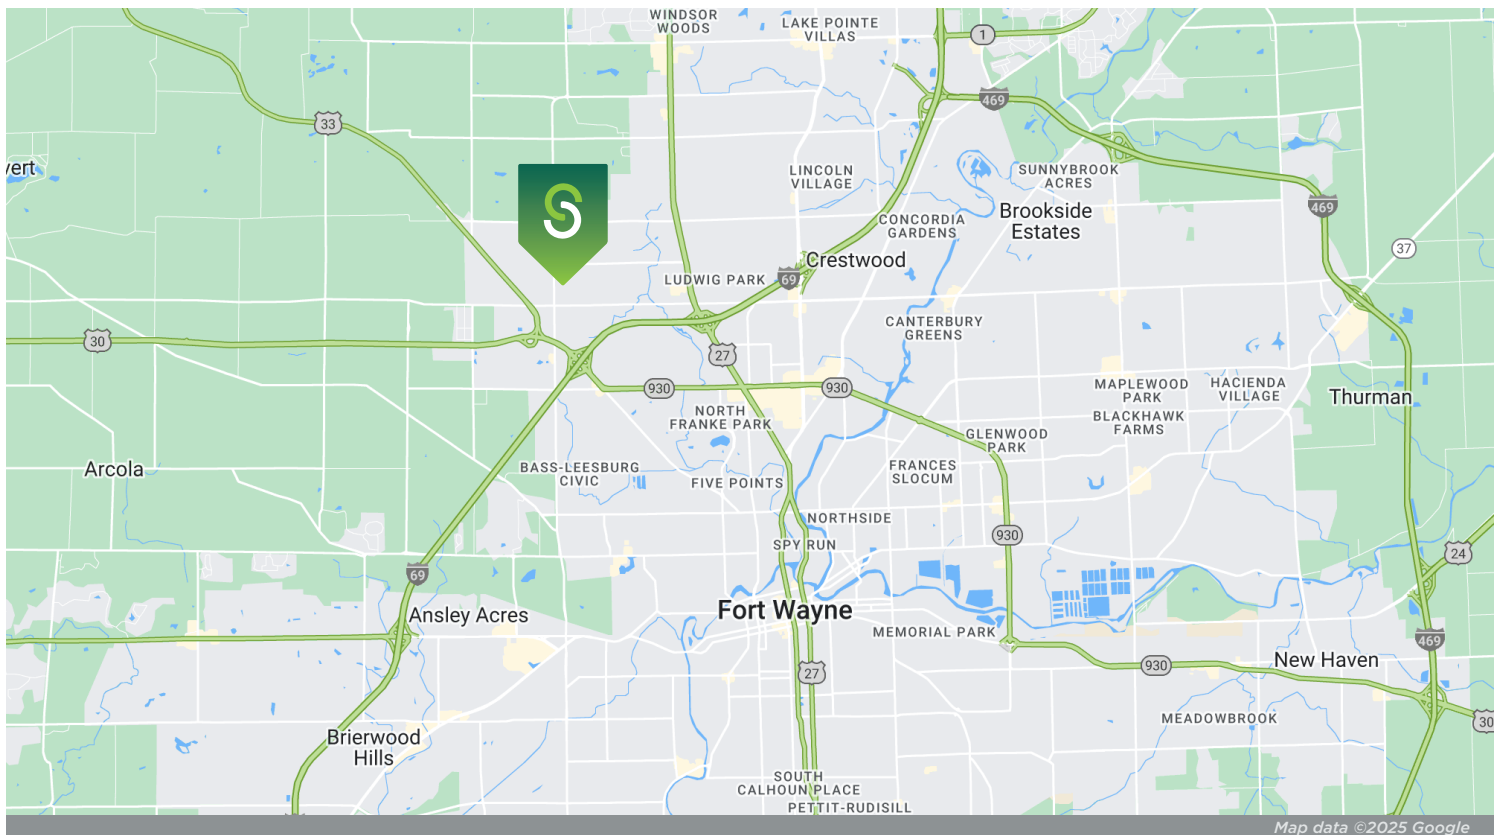 WINDSOR
WOODS
LAKE POINTE
VILLAS
1
469
33
vert
LINCOLN
VILLAGE
SUNNYBROOK
ACRES
S
469
Brookside
Estates
CONCORDIA
GARDENS
37
Crestwood
LUDWIG PARK
69
CANTERBURY
GREENS
30
27
930
930
MAPLEWOOD
PARK
HACIENDA
VILLAGE
Thurman
NORTH
FRANKE PARK
BLACKHAWK
FARMS
GLENWOOD
PARK
Arcola
BASS-LEESBURG
CIVIC
FIVE POINTS
FRANCES
SLOCUM
NORTHSIDE
930
SPY RUN
24
69
Fort Wayne
Ansley Acres
MEMORIAL PARK
469
New Haven
930
27
MEADOWBROOK
30
Brierwood
Hills
SOUTH
CALHOUN PLACE
PETTIT-RUDISILL
Map data ©2025 Google